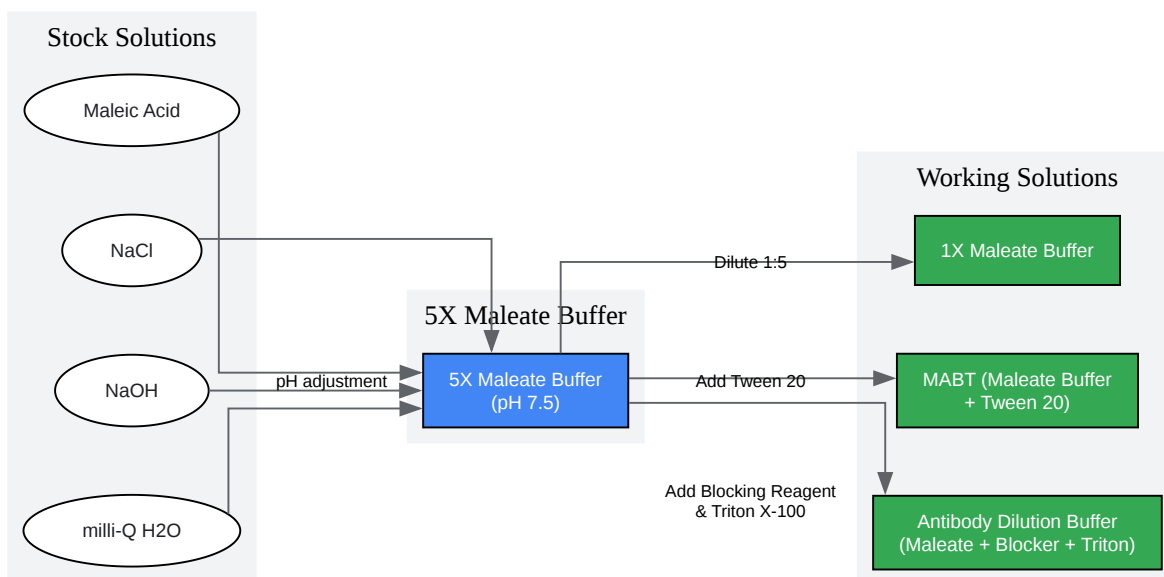 Stock Solutions
Maleic Acid
NaCl
NaOH
milli-Q H2O
pH adjustment
5X Maleate Buffer
5X Maleate Buffer
(pH 7.5)
Dilute 1:5
Add Tween 20
Add Blocking Reagent
& Triton X-100
Working Solutions
1X Maleate Buffer
MABT (Maleate Buffer
+ Tween 20)
Antibody Dilution Buffer
(Maleate + Blocker + Triton)